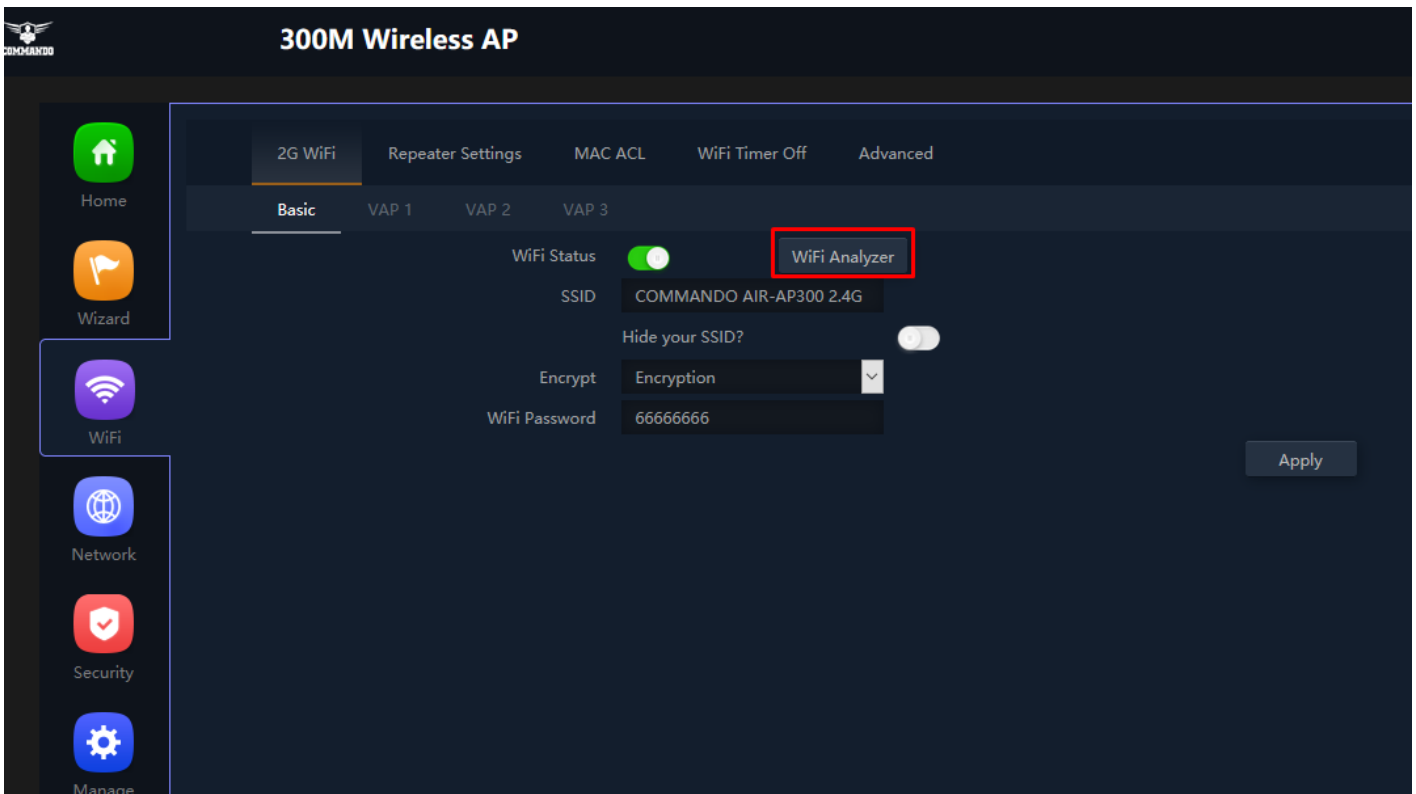 COMMANDO
300M Wireless AP
Home
Wizard
WiFi
Network
Security
Manage
2G WiFi Repeater Settings MAC ACL WiFi Timer Off Advanced
Basic VAP 1 VAP 2 VAP 3
WiFi Status WiFi Analyzer
SSID COMMANDO AIR-AP300 2.4G
Hide your SSID?
Encrypt Encryption
WiFi Password 66666666
Apply